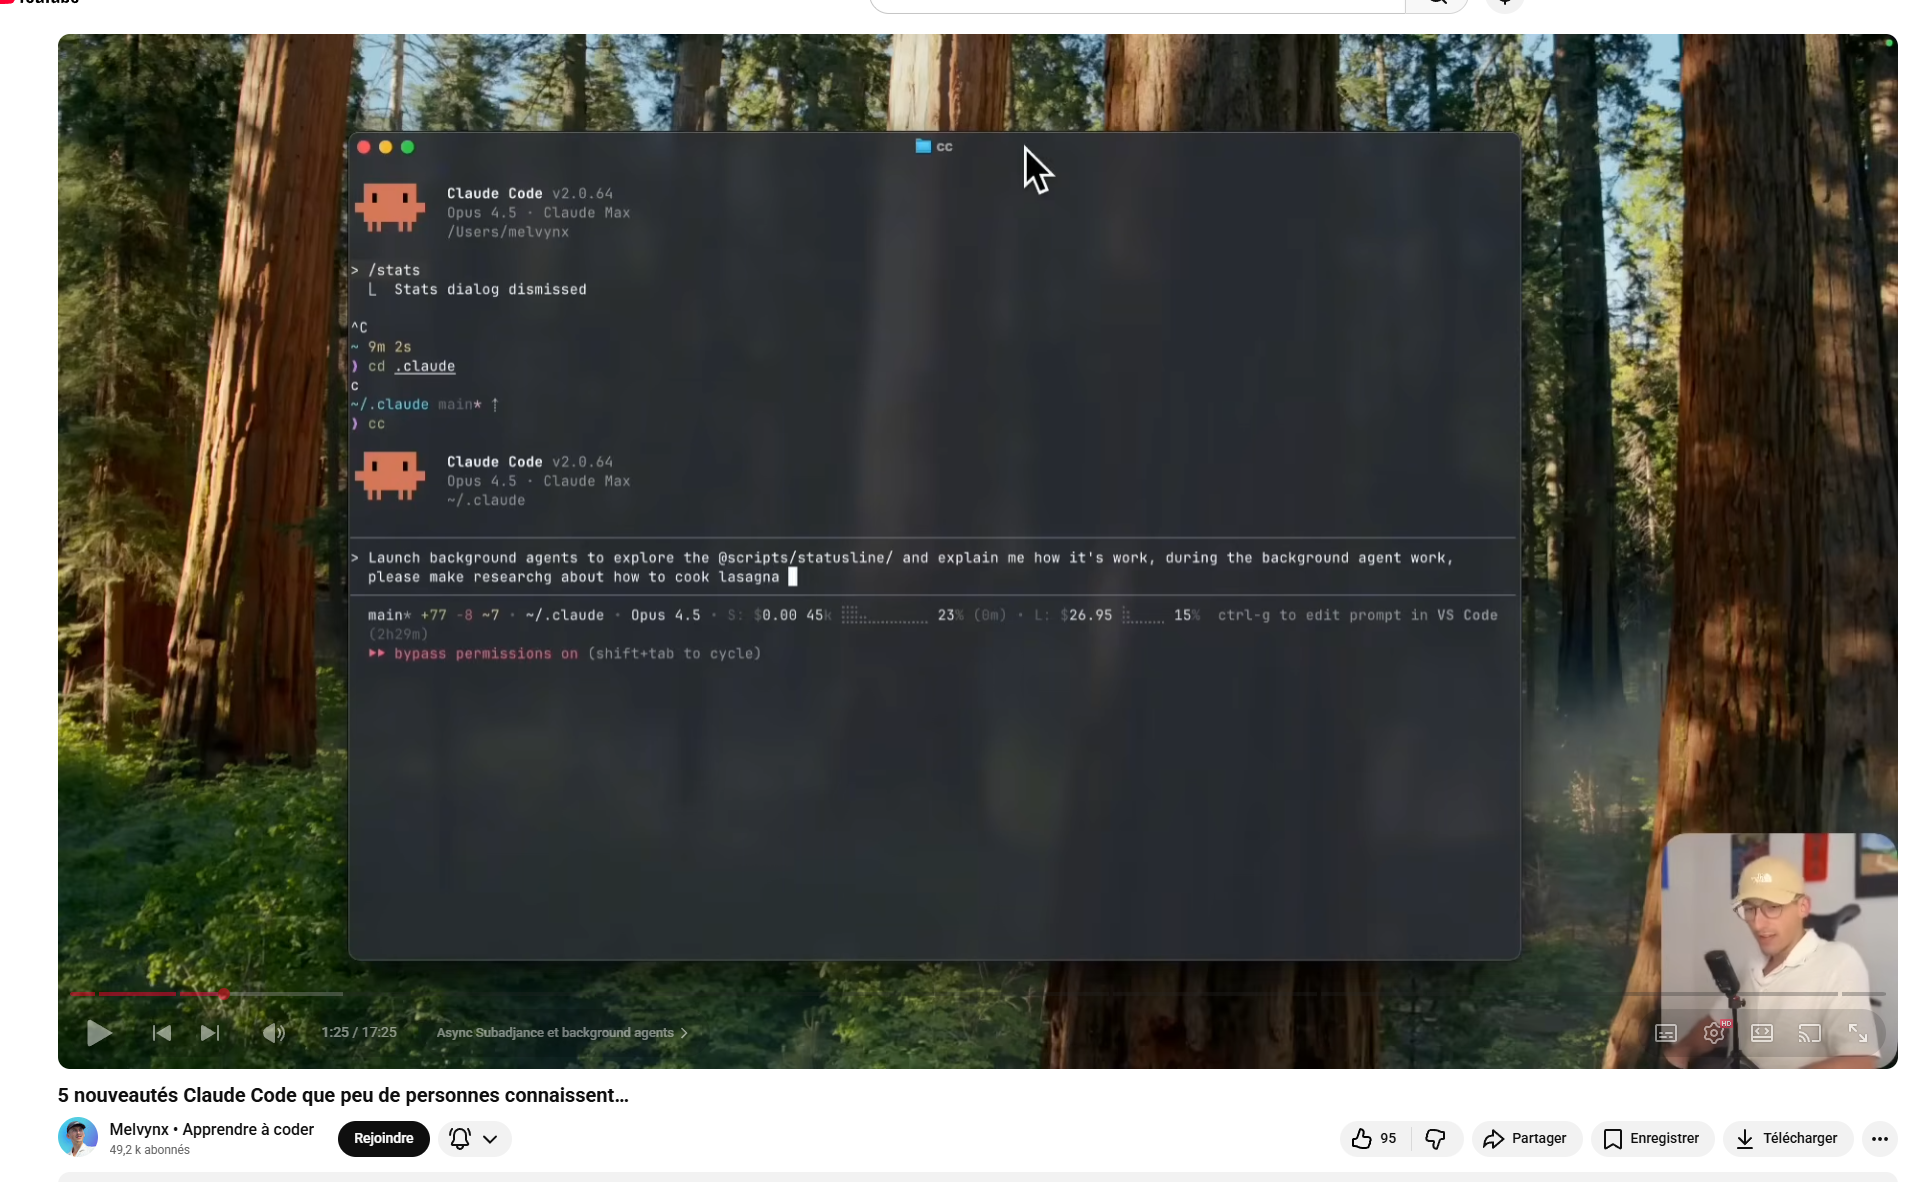 cc
Claude Code v2.0.64
Opus 4.5 · Claude Max
/Users/melvynx
> /stats
⎿ Stats dialog dismissed
^C
~ 9m 2s
❯ cd .claude
c
~/.claude main* ↑
❯ cc
Claude Code v2.0.64
Opus 4.5 · Claude Max
~/.claude
> Launch background agents to explore the @scripts/statusline/ and explain me how it's work, during the background agent work,
please make researchg about how to cook lasagna
main* +77 -8 ~7 · ~/.claude · Opus 4.5 · S: $0.00 45k 23% (0m) · L: $26.95 15% ctrl-g to edit prompt in VS Code
(2h29m)
▸▸ bypass permissions on (shift+tab to cycle)
1:25 / 17:25 Async Subadjance et background agents
HD
5 nouveautés Claude Code que peu de personnes connaissent…
Melvynx • Apprendre à coder
49,2 k abonnés
Rejoindre
95
Partager
Enregistrer
Télécharger